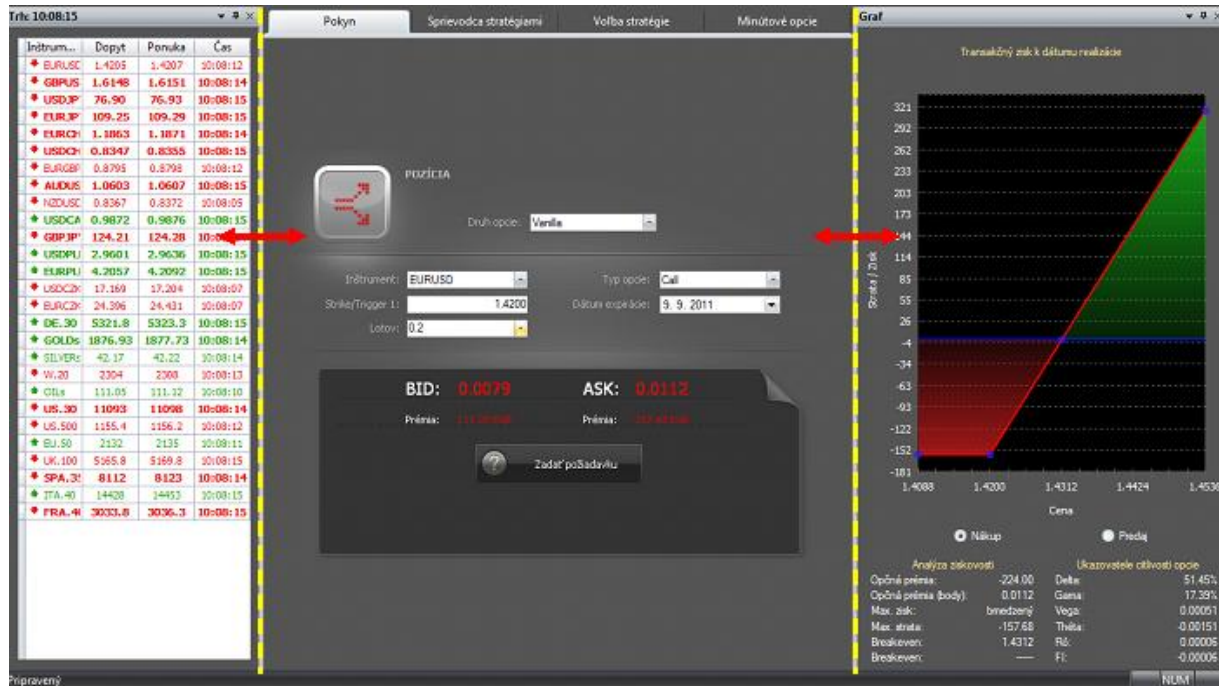 Trh: 10:08:15
Inštrum... Dopyt Ponuka Čas
EURUSD 1.4205 1.4207 10:08:12
GBPUS 1.6148 1.6151 10:08:14
USDJP 76.90 76.93 10:08:15
EURJP 109.25 109.29 10:08:15
EURCH 1.1863 1.1871 10:08:14
USDCH 0.8347 0.8355 10:08:15
EURGBP 0.8795 0.8798 10:08:12
AUDUS 1.0603 1.0607 10:08:15
NZDUSD 0.8367 0.8372 10:08:05
USDCA 0.9872 0.9876 10:08:15
GBPJP 124.21 124.28
USDPL 2.9601 2.9636 10:08:15
EURPL 4.2057 4.2092 10:08:15
USDCZK 17.169 17.204 10:08:07
EURCZK 24.396 24.431 10:08:07
DE.30 5321.8 5323.3 10:08:15
GOLDs 1876.93 1877.73 10:08:14
SILVERs 42.17 42.22 10:08:14
W.20 2304 2308 10:08:13
OILs 111.05 111.12 10:08:10
US.30 11093 11098 10:08:14
US.500 1155.4 1156.2 10:08:12
EU.50 2132 2135 10:08:11
UK.100 5165.8 5169.8 10:08:15
SPA.35 8112 8123 10:08:14
ITA.40 14428 14453 10:08:15
FRA.4 3033.8 3036.3 10:08:15
Pripravený
Pokyn Sprievodca stratégiami Voľba stratégie Minútové opcie
POZÍCIA
Druh opcie: Vanilla
Inštrument: EURUSD Typ opcie: Call
Strike/Trigger 1: 1.4200 Dátum expirácie: 9. 9. 2011
Lotov: 0.2
BID: 0.0079 ASK: 0.0112
Prémia: Prémia:
Zadať požiadavku
Graf
Transakčný zisk k dátumu realizácie
Strata / Zisk
321
292
262
233
203
173
144
114
85
55
26
-4
-34
-63
-93
-122
-152
-181
1.4088 1.4200 1.4312 1.4424 1.4536
Cena
Nákup Predaj
Analýza ziskovosti Ukazovatele citlivosti opcie
Opčná prémia: -224.00 Delta: 51.45%
Opčná prémia (body): 0.0112 Gama: 17.39%
Max. zisk: bmedzený Vega: 0.00051
Max. strata: -157.68 Théta: -0.00151
Breakeven: 1.4312 Ró: 0.00006
Breakeven: ---- FÍ: -0.00006
NUM